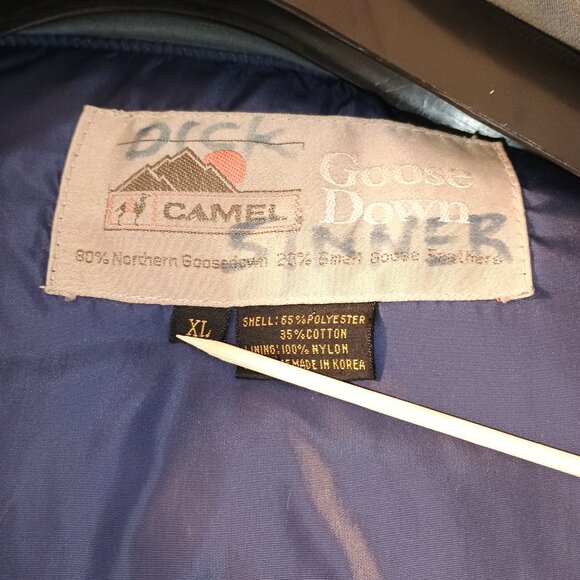 DICK
CAMEL
Goose
Down
SINNER
80% Northern Goosedown 20% Small Goose Feathers
XL
SHELL: 65% POLYESTER
35% COTTON
LINING: 100% NYLON
MADE IN KOREA